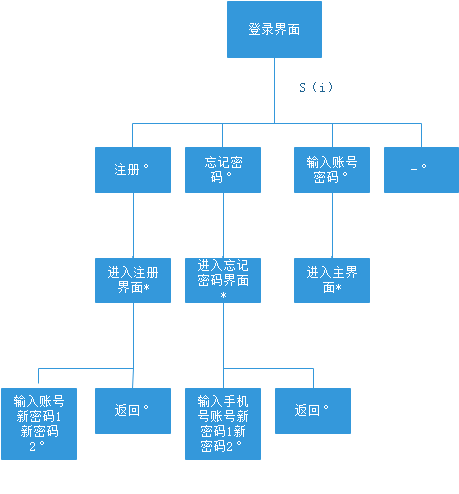 登录界面
S（i）
注册°
忘记密
码°
输入账号
密码°
–°
进入注册
界面*
进入忘记
密码界面
*
进入主界
面*
输入账号
新密码1
新密码
2°
返回°
输入手机
号账号新
密码1新
密码2°
返回°